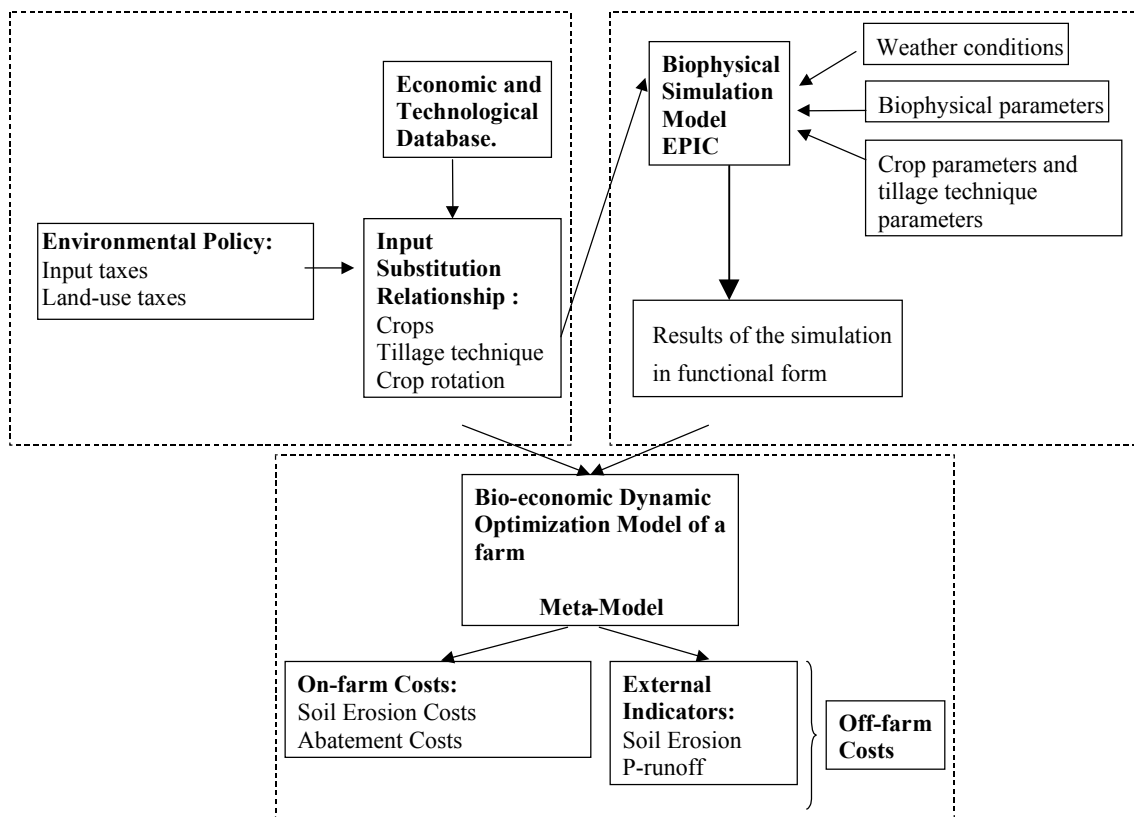 Economic and
Technological
Database.
Environmental Policy:
Input taxes
Land-use taxes
Input
Substitution
Relationship :
Crops
Tillage technique
Crop rotation
Biophysical
Simulation
Model
EPIC
Weather conditions
Biophysical parameters
Crop parameters and
tillage technique
parameters
Results of the simulation
in functional form
Bio-economic Dynamic
Optimization Model of a
farm
Meta-Model
On-farm Costs:
Soil Erosion Costs
Abatement Costs
External
Indicators:
Soil Erosion
P-runoff
Off-farm
Costs